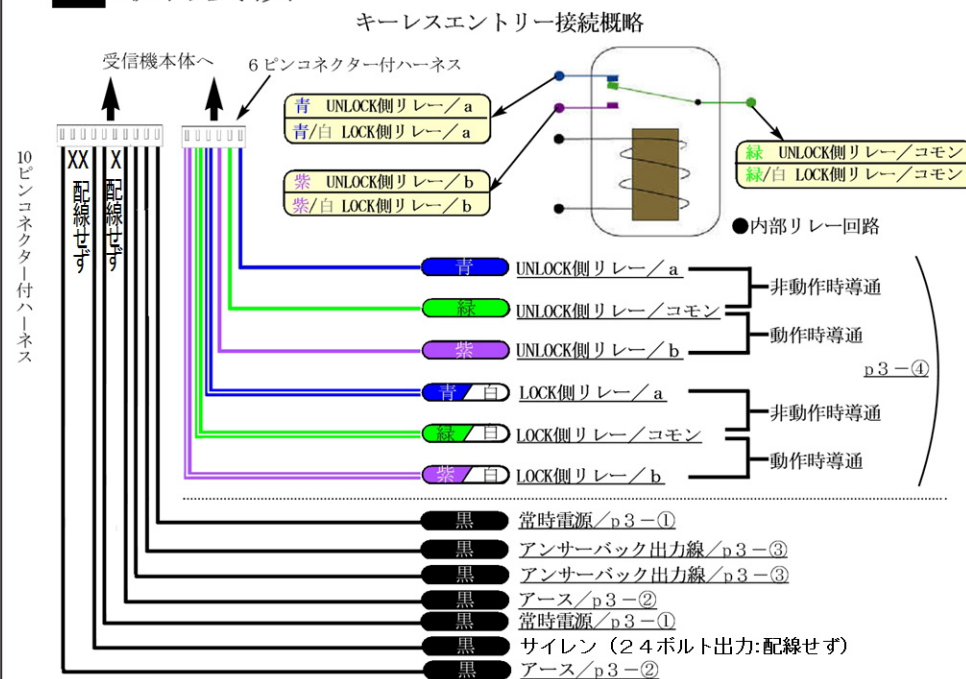 キーレスエントリー接続概略
受信機本体へ
6ピンコネクター付ハーネス
青 UNLOCK側リレー／a
青/白 LOCK側リレー／a
紫 UNLOCK側リレー／b
紫/白 LOCK側リレー／b
緑 UNLOCK側リレー／コモン
緑/白 LOCK側リレー／コモン
●内部リレー回路
10ピンコネクター付ハーネス
XX
配線せず
X
配線せず
青 UNLOCK側リレー／a
緑 UNLOCK側リレー／コモン
紫 UNLOCK側リレー／b
青/白 LOCK側リレー／a
緑/白 LOCK側リレー／コモン
紫/白 LOCK側リレー／b
非動作時導通
動作時導通
非動作時導通
動作時導通
p3－④
黒 常時電源／p3－①
黒 アンサーバック出力線／p3－③
黒 アンサーバック出力線／p3－③
黒 アース／p3－②
黒 常時電源／p3－①
黒 サイレン（24ボルト出力:配線せず）
黒 アース／p3－②